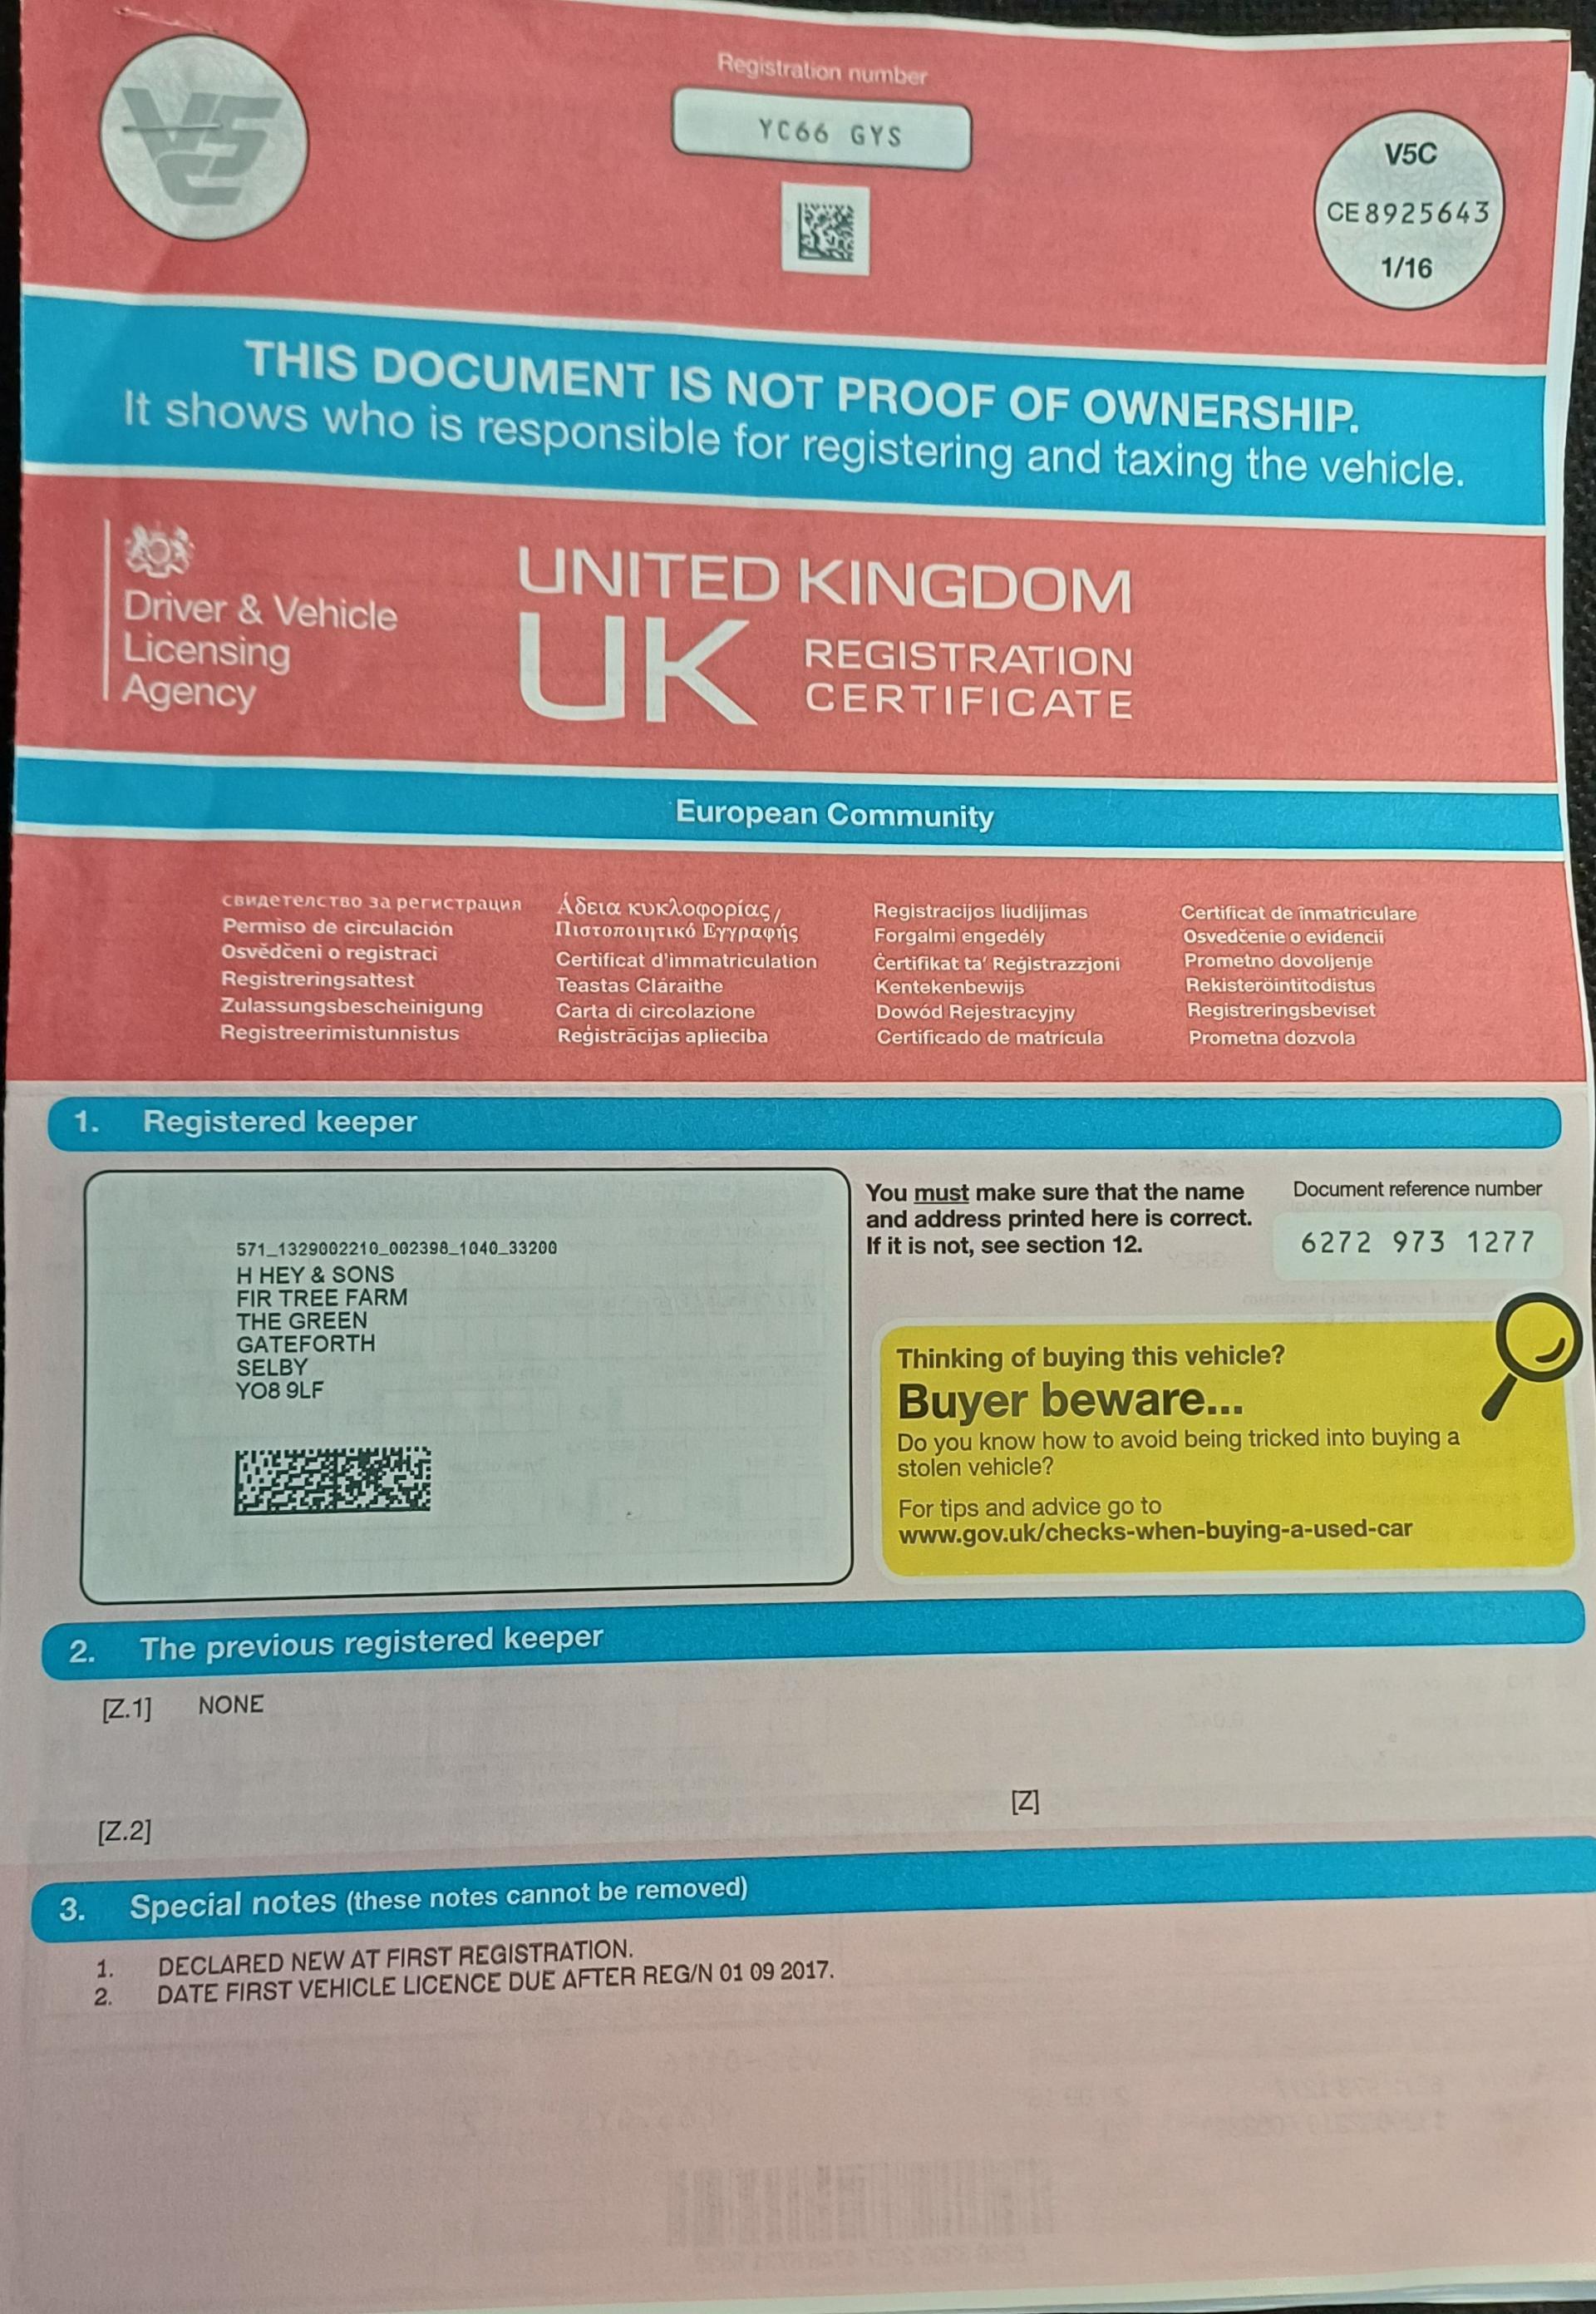 V5C
Registration number
YC66 GYS
V5C
CE8925643
1/16
THIS DOCUMENT IS NOT PROOF OF OWNERSHIP.
It shows who is responsible for registering and taxing the vehicle.
Driver & Vehicle
Licensing
Agency
UNITED KINGDOM
UK
REGISTRATION
CERTIFICATE
European Community
свидетелство за регистрация
Permiso de circulación
Osvědčeni o registraci
Registreringsattest
Zulassungsbescheinigung
Registreerimistunnistus
Άδεια κυκλοφορίας/
Πιστοποιητικό Εγγραφής
Certificat d'immatriculation
Teastas Cláraithe
Carta di circolazione
Reģistrācijas aplieciba
Registracijos liudijimas
Forgalmi engedély
Ċertifikat ta' Reġistrazzjoni
Kentekenbewijs
Dowód Rejestracyjny
Certificado de matrícula
Certificat de înmatriculare
Osvedčenie o evidencii
Prometno dovoljenje
Rekisteröintitodistus
Registreringsbeviset
Prometna dozvola
1. Registered keeper
571_1329002210_002398_1040_33200
H HEY & SONS
FIR TREE FARM
THE GREEN
GATEFORTH
SELBY
YO8 9LF
You must make sure that the name
and address printed here is correct.
If it is not, see section 12.
Document reference number
6272 973 1277
Thinking of buying this vehicle?
Buyer beware...
Do you know how to avoid being tricked into buying a
stolen vehicle?
For tips and advice go to
www.gov.uk/checks-when-buying-a-used-car
2. The previous registered keeper
[Z.1] NONE
[Z]
[Z.2]
3. Special notes (these notes cannot be removed)
1. DECLARED NEW AT FIRST REGISTRATION.
2. DATE FIRST VEHICLE LICENCE DUE AFTER REG/N 01 09 2017.